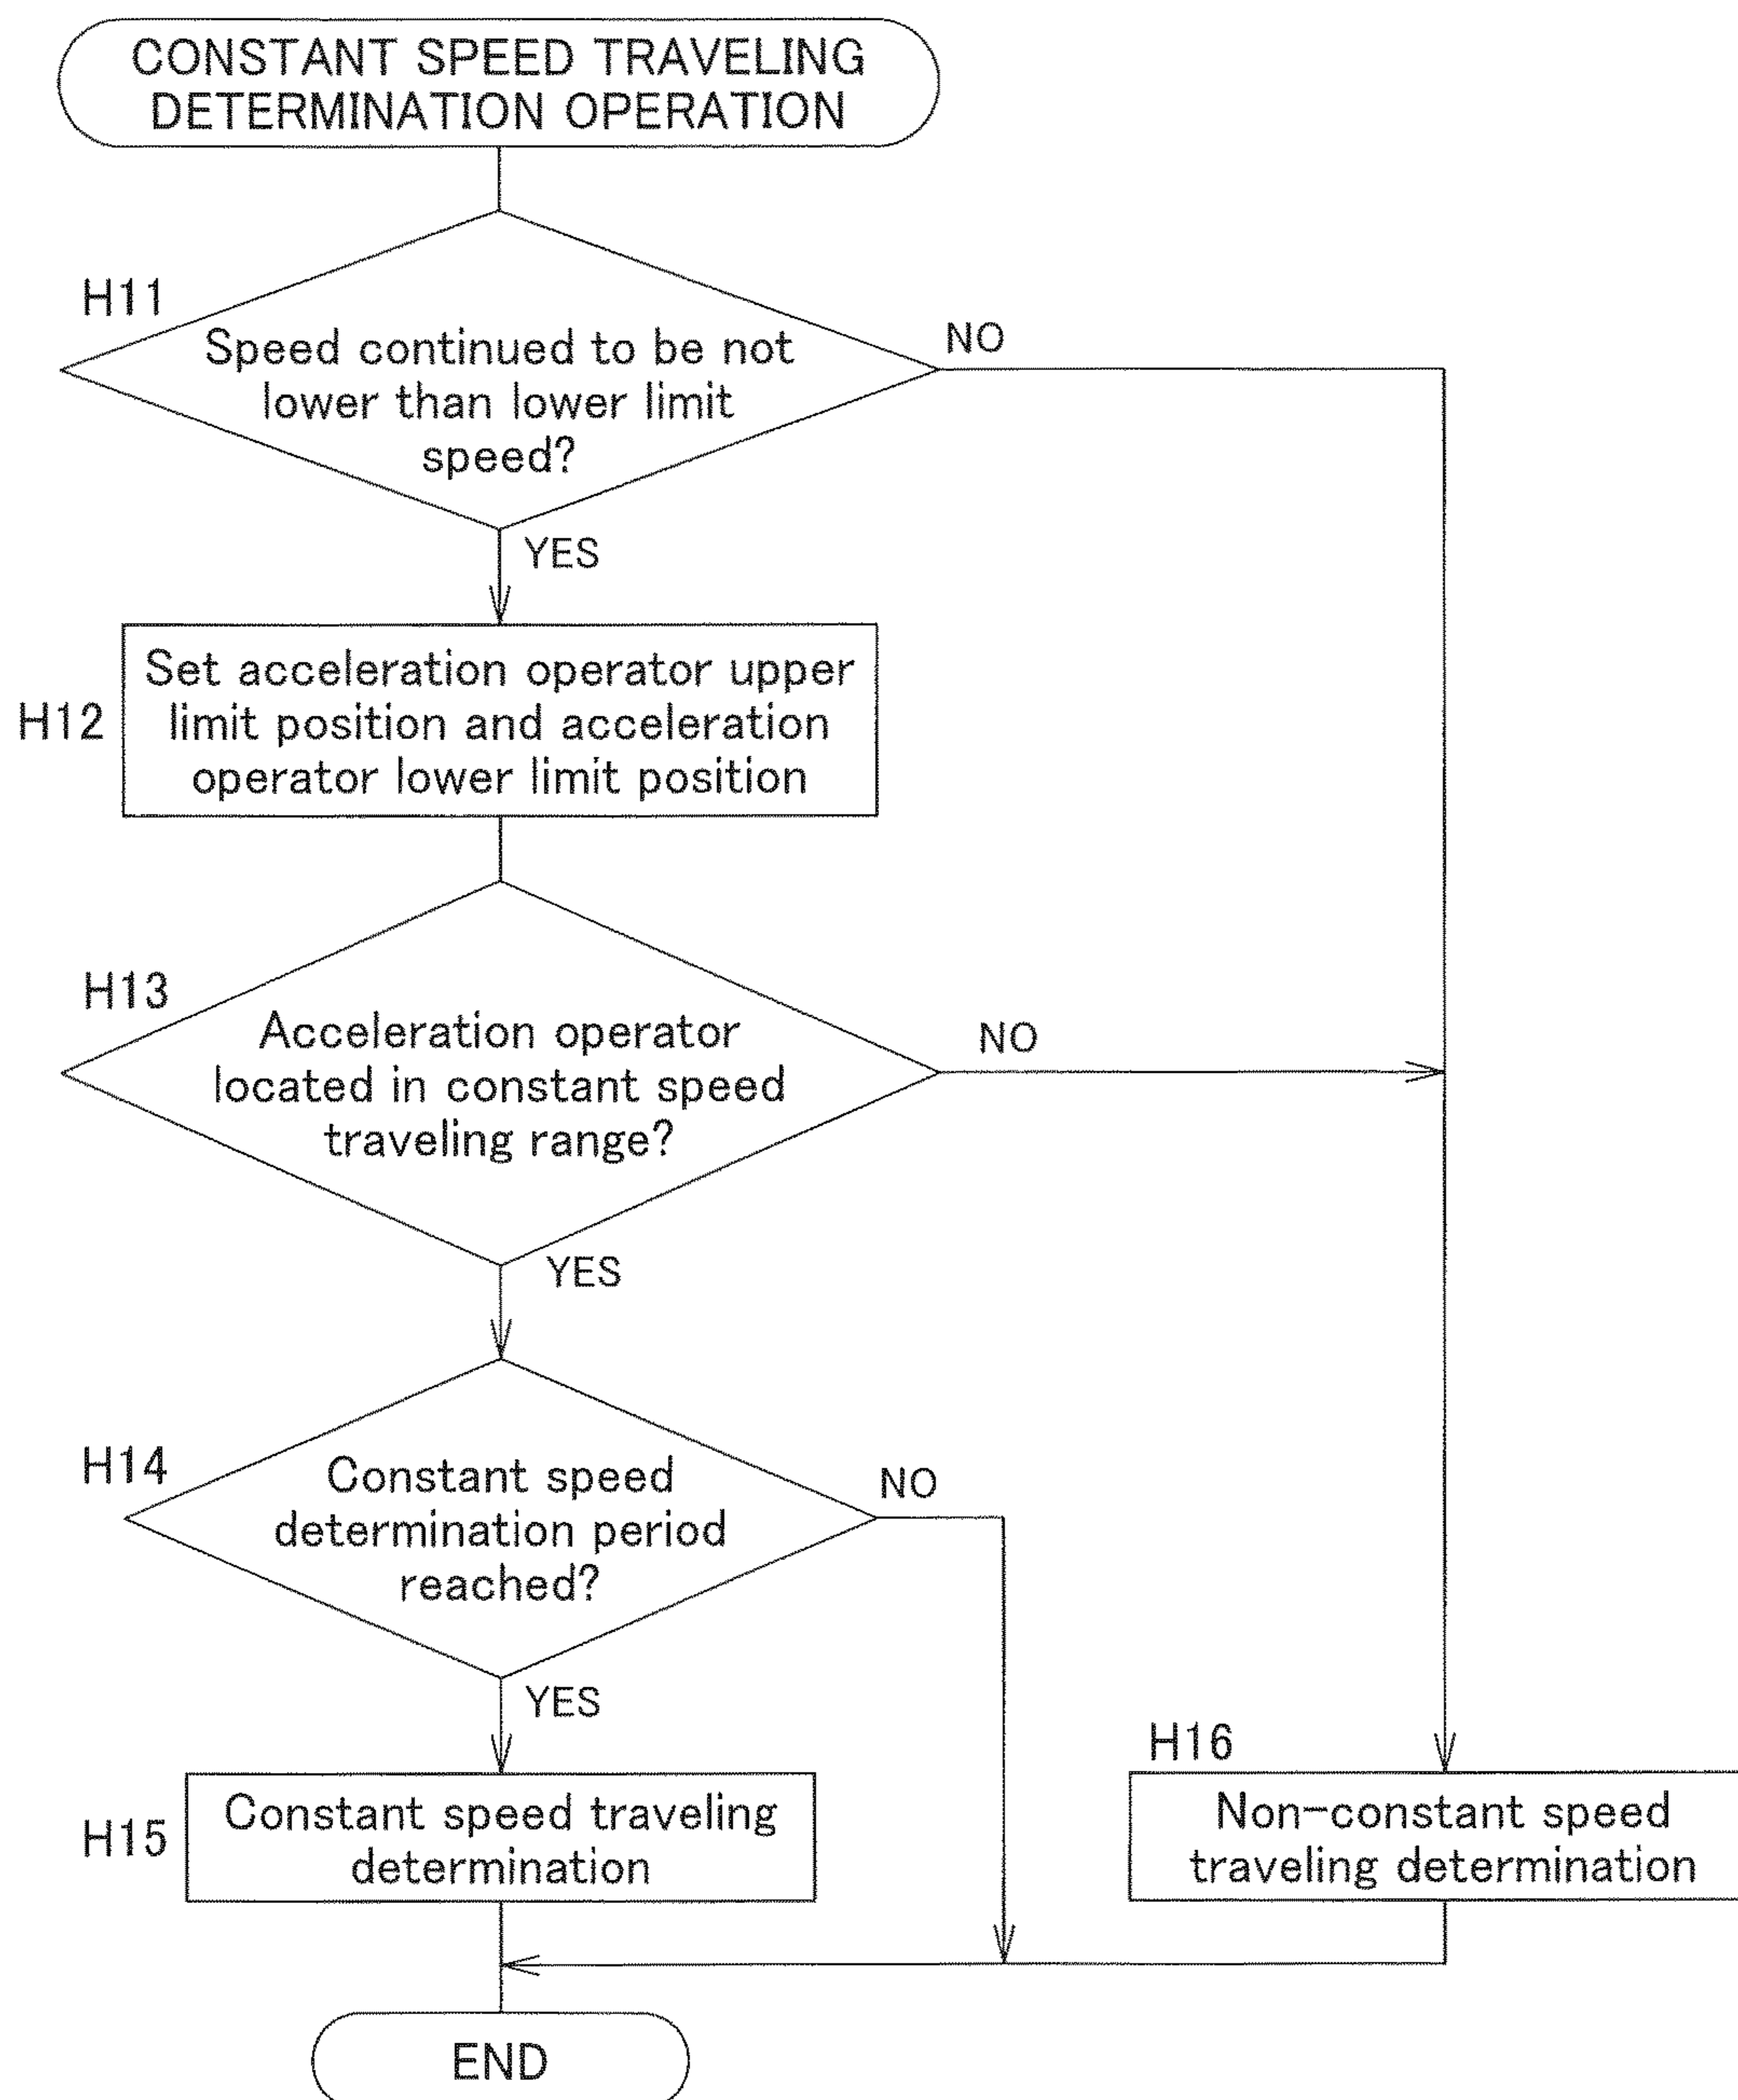 CONSTANT SPEED TRAVELING
DETERMINATION OPERATION
H11
Speed continued to be not
lower than lower limit
speed?
NO
YES
H12
Set acceleration operator upper
limit position and acceleration
operator lower limit position
H13
Acceleration operator
located in constant speed
traveling range?
NO
YES
H14
Constant speed
determination period
reached?
NO
YES
H15
Constant speed traveling
determination
H16
Non-constant speed
traveling determination
END